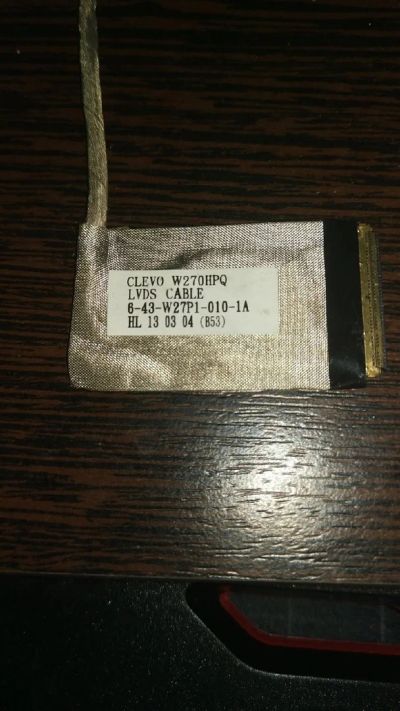 CLEVO W270HPQ
LVDS CABLE
6-43-W27P1-010-1A
HL 13 03 04 (B53)